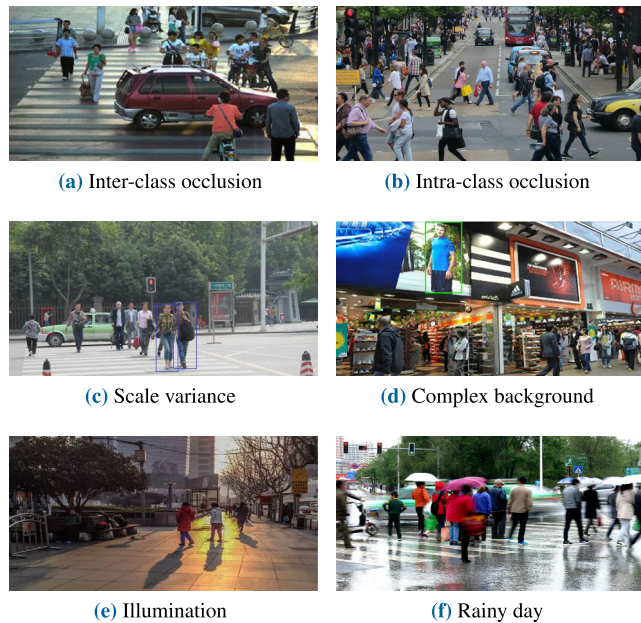 (a) Inter-class occlusion
(b) Intra-class occlusion
(c) Scale variance
(d) Complex background
(e) Illumination
(f) Rainy day